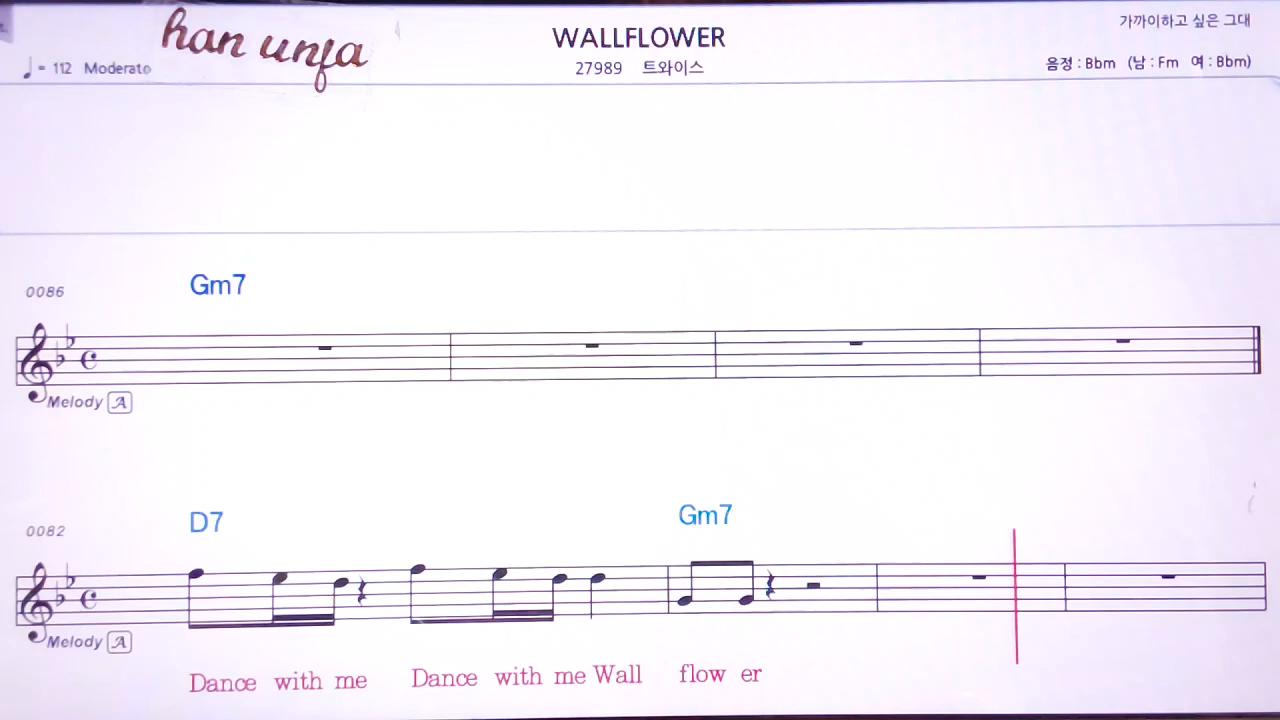 han unfa
WALLFLOWER
가까이하고 싶은 그대
♩= 112 Moderato
27989 트와이스
음정 : Bbm (남 : Fm 여 : Bbm)
0086
Gm7
Melody A
0082
D7 Gm7
Melody A
Dance with me Dance with me Wall flow er